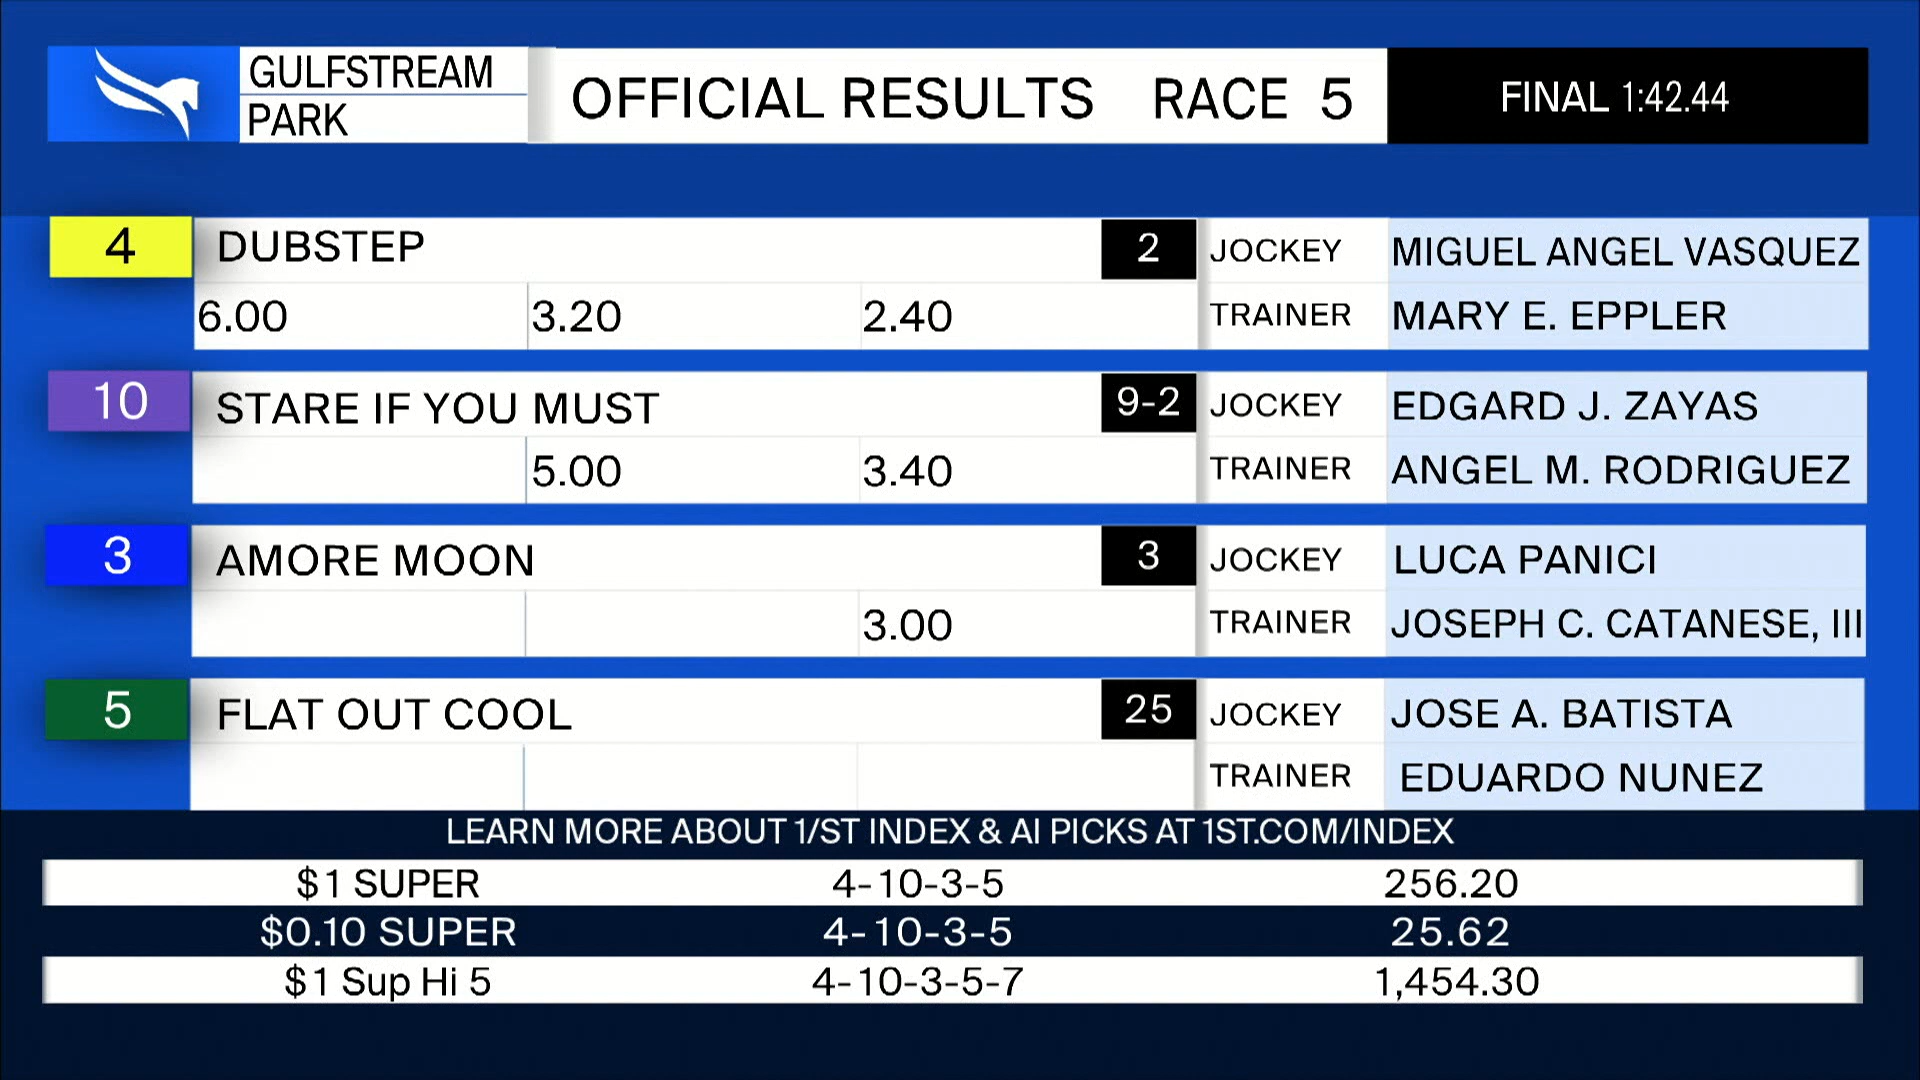 GULFSTREAM
PARK
OFFICIAL RESULTS RACE 5
FINAL 1:42.44
4 DUBSTEP 2 JOCKEY MIGUEL ANGEL VASQUEZ
6.00 3.20 2.40 TRAINER MARY E. EPPLER
10 STARE IF YOU MUST 9-2 JOCKEY EDGARD J. ZAYAS
5.00 3.40 TRAINER ANGEL M. RODRIGUEZ
3 AMORE MOON 3 JOCKEY LUCA PANICI
3.00 TRAINER JOSEPH C. CATANESE, III
5 FLAT OUT COOL 25 JOCKEY JOSE A. BATISTA
TRAINER EDUARDO NUNEZ
LEARN MORE ABOUT 1/ST INDEX & AI PICKS AT 1ST.COM/INDEX
$1 SUPER 4-10-3-5 256.20
$0.10 SUPER 4-10-3-5 25.62
$1 Sup Hi 5 4-10-3-5-7 1,454.30